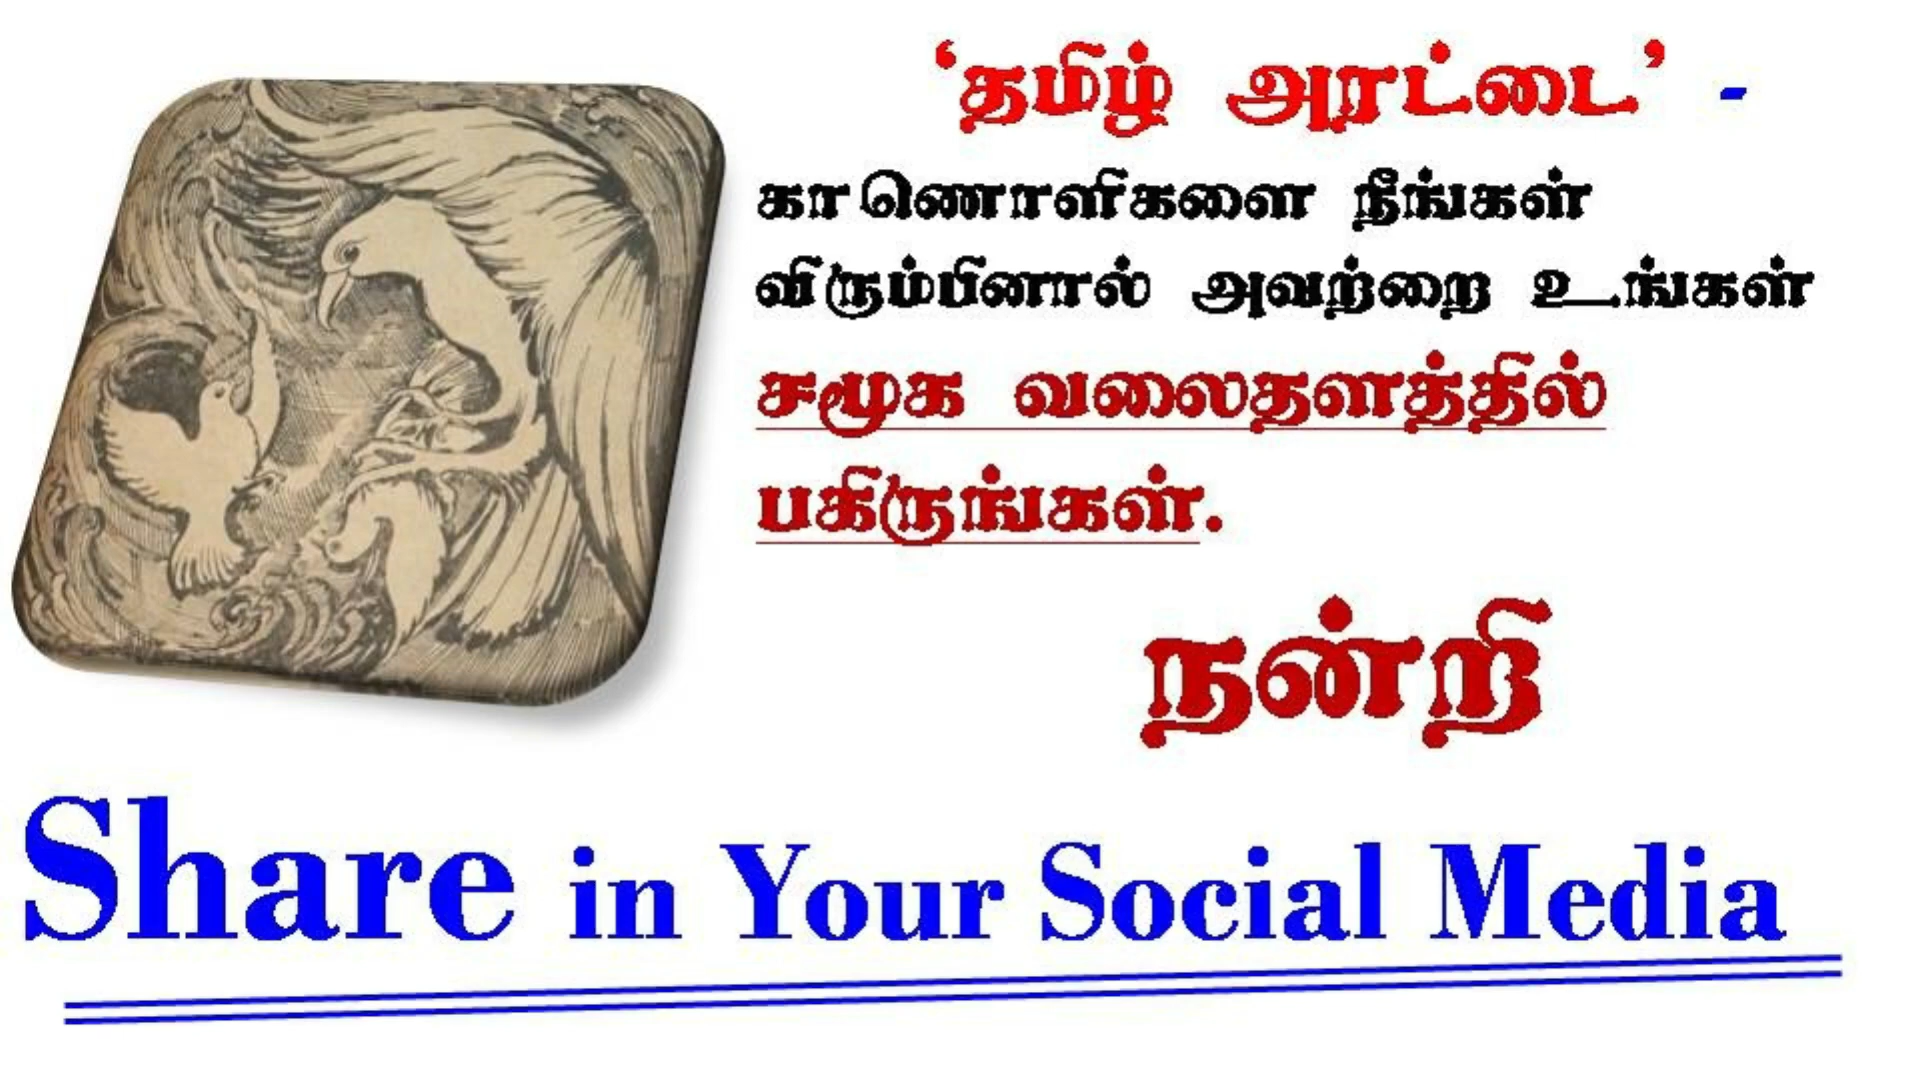 ‘தமிழ் அரட்டை’ -
காணொளிகளை நீங்கள்
விரும்பினால் அவற்றை உங்கள்
சமூக வலைதளத்தில்
பகிருங்கள்.
நன்றி
Share in Your Social Media